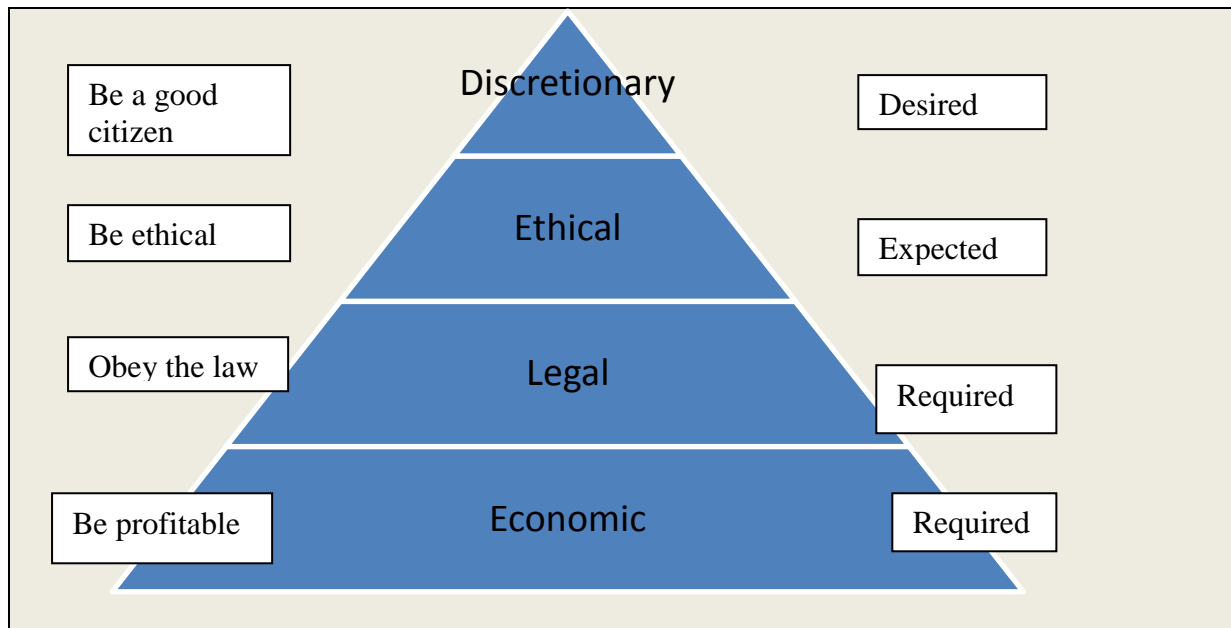 Discretionary
Be a good
citizen
Desired
Ethical
Be ethical
Expected
Legal
Obey the law
Required
Economic
Be profitable
Required